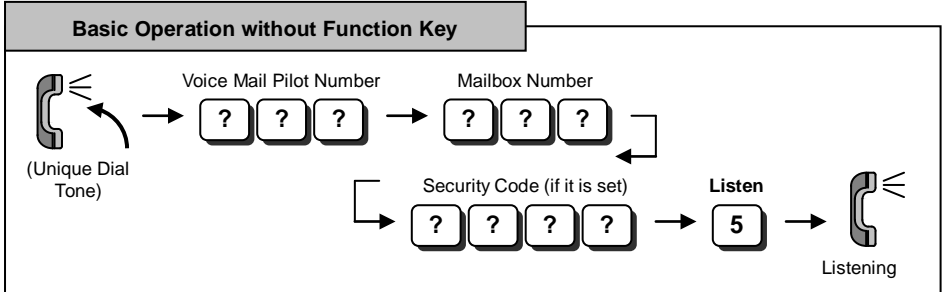 Basic Operation without Function Key
Voice Mail Pilot Number
Mailbox Number
? ? ?
? ? ?
(Unique Dial
Tone)
Security Code (if it is set)
Listen
? ? ? ?
5
Listening